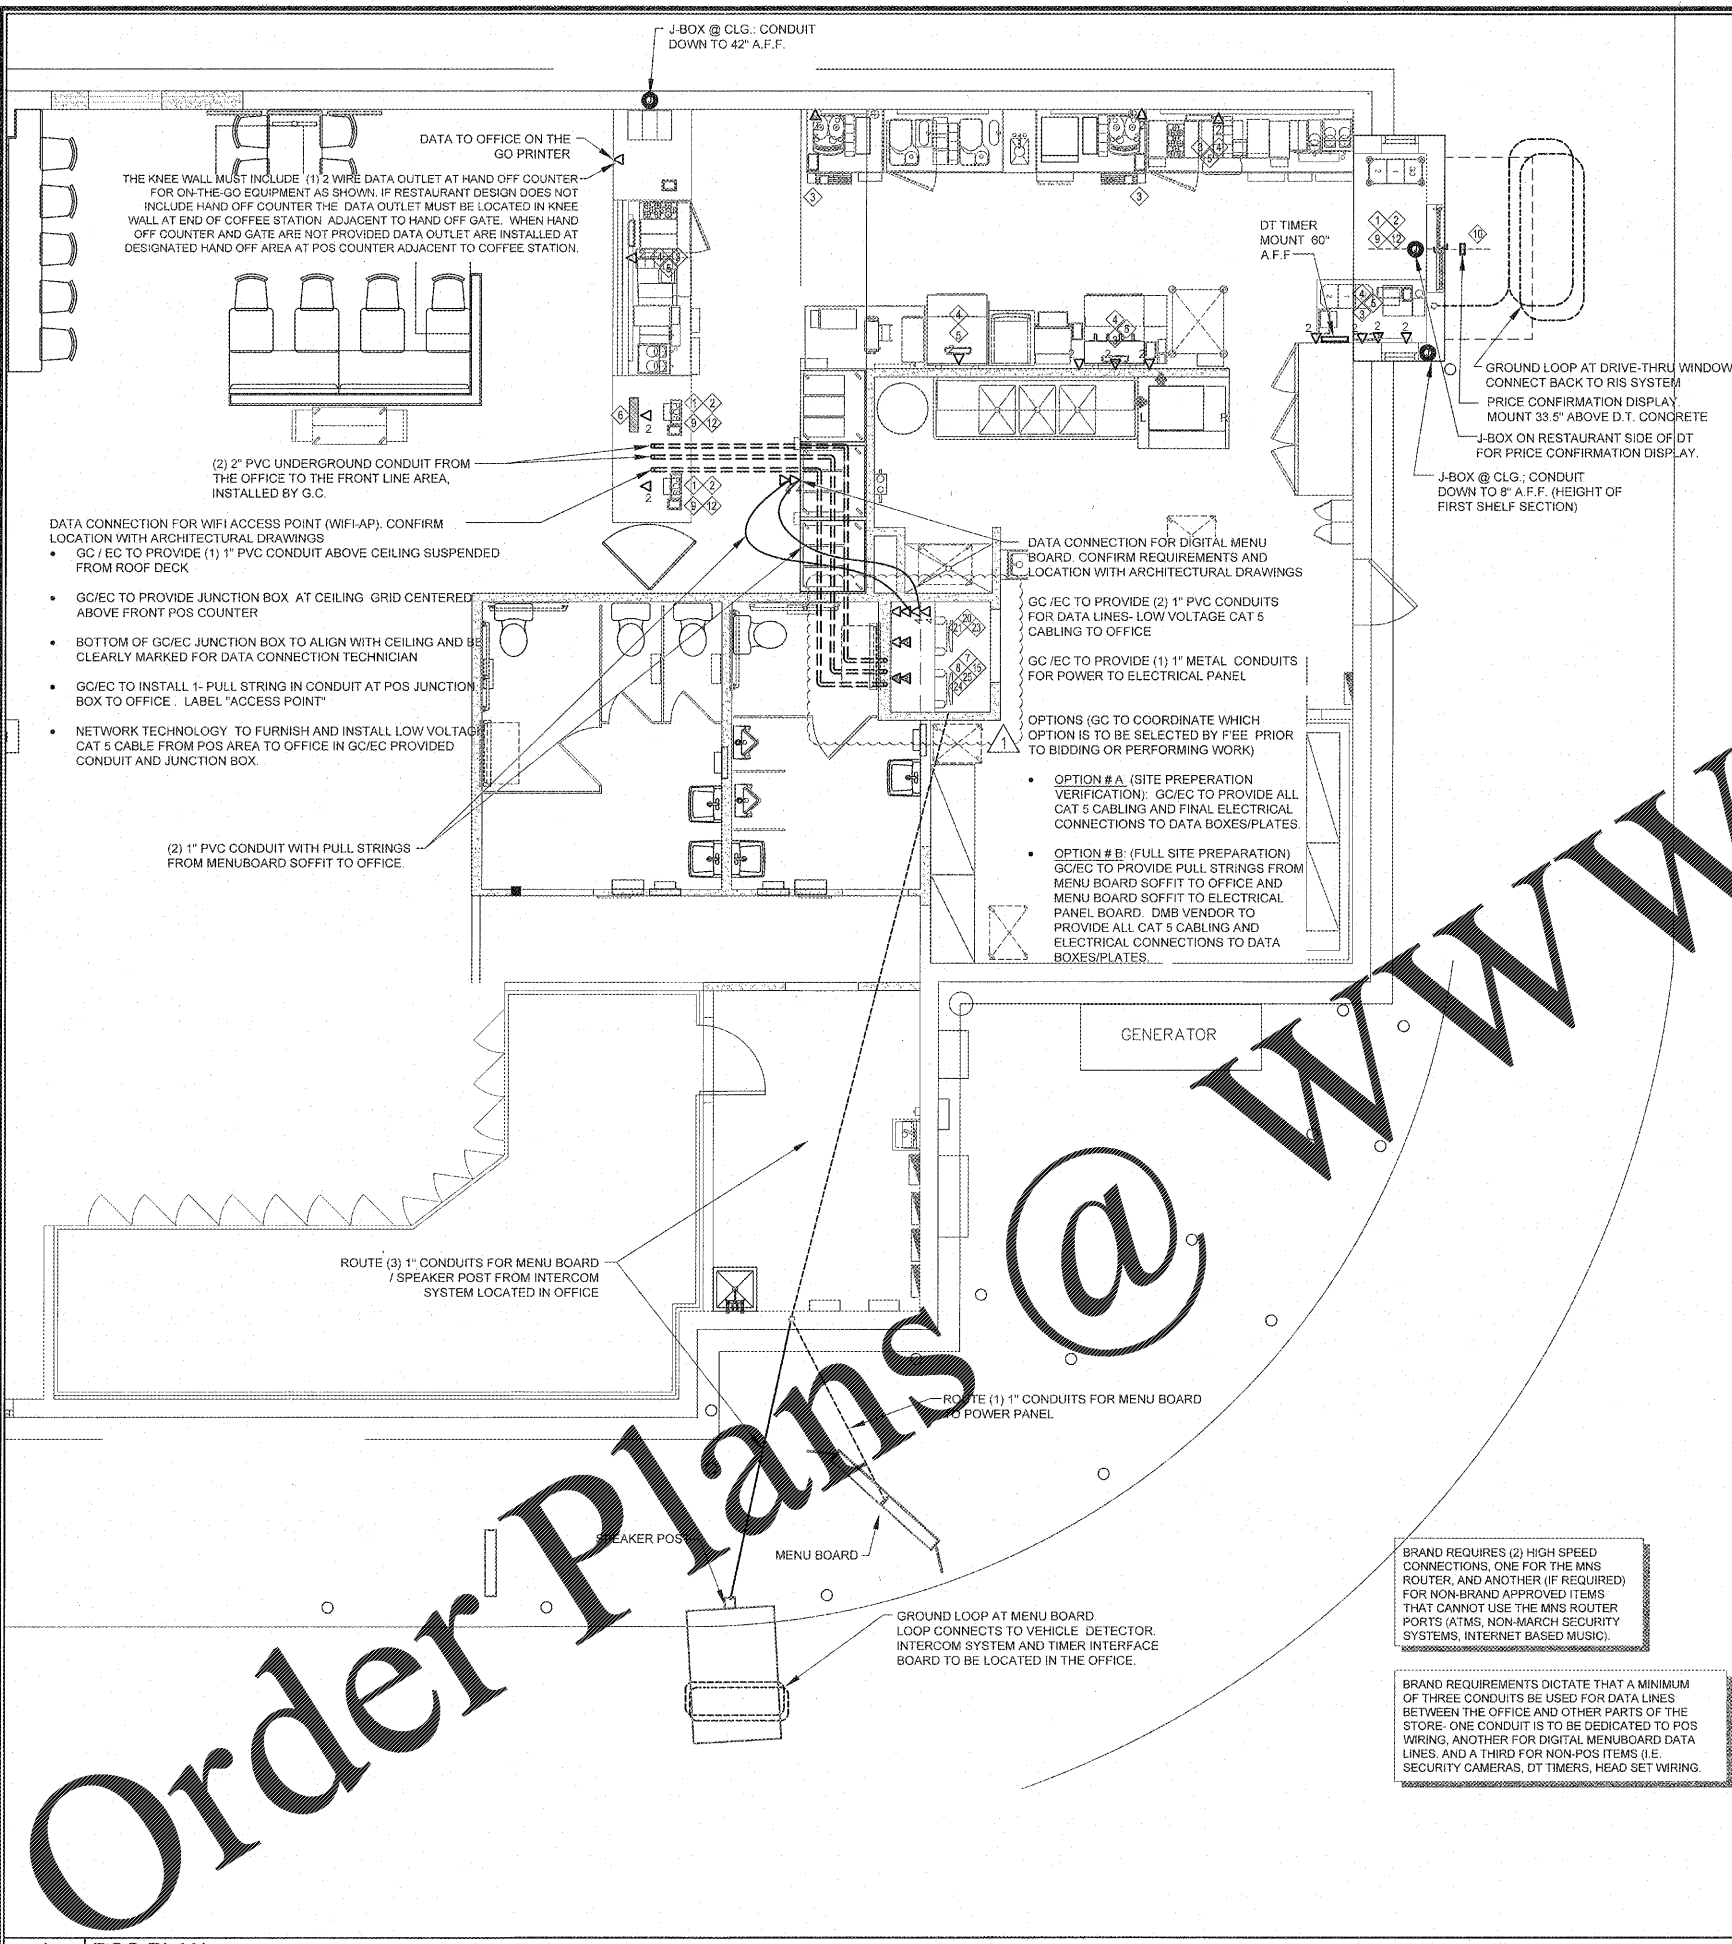 J-BOX @ CLG.; CONDUIT
DOWN TO 42" A.F.F.
DATA TO OFFICE ON THE
GO PRINTER
THE KNEE WALL MUST INCLUDE (1) 2 WIRE DATA OUTLET AT HAND OFF COUNTER
FOR ON-THE-GO EQUIPMENT AS SHOWN. IF RESTAURANT DESIGN DOES NOT
INCLUDE HAND OFF COUNTER THE DATA OUTLET MUST BE LOCATED IN KNEE
WALL AT END OF COFFEE STATION ADJACENT TO HAND OFF GATE. WHEN HAND
OFF COUNTER AND GATE ARE NOT PROVIDED DATA OUTLET ARE INSTALLED AT
DESIGNATED HAND OFF AREA AT POS COUNTER ADJACENT TO COFFEE STATION.
DT TIMER
MOUNT 60"
A.F.F
GROUND LOOP AT DRIVE-THRU WINDOW
CONNECT BACK TO RIS SYSTEM
PRICE CONFIRMATION DISPLAY.
MOUNT 33.5" ABOVE D.T. CONCRETE
J-BOX ON RESTAURANT SIDE OF DT
FOR PRICE CONFIRMATION DISPLAY.
J-BOX @ CLG.; CONDUIT
DOWN TO 8" A.F.F. (HEIGHT OF
FIRST SHELF SECTION)
(2) 2" PVC UNDERGROUND CONDUIT FROM
THE OFFICE TO THE FRONT LINE AREA,
INSTALLED BY G.C.
DATA CONNECTION FOR WIFI ACCESS POINT (WIFI-AP). CONFIRM
LOCATION WITH ARCHITECTURAL DRAWINGS
• GC / EC TO PROVIDE (1) 1" PVC CONDUIT ABOVE CEILING SUSPENDED
FROM ROOF DECK
• GC/EC TO PROVIDE JUNCTION BOX AT CEILING GRID CENTERED
ABOVE FRONT POS COUNTER
• BOTTOM OF GC/EC JUNCTION BOX TO ALIGN WITH CEILING AND BE
CLEARLY MARKED FOR DATA CONNECTION TECHNICIAN
• GC/EC TO INSTALL 1- PULL STRING IN CONDUIT AT POS JUNCTION
BOX TO OFFICE . LABEL "ACCESS POINT"
• NETWORK TECHNOLOGY TO FURNISH AND INSTALL LOW VOLTAGE
CAT 5 CABLE FROM POS AREA TO OFFICE IN GC/EC PROVIDED
CONDUIT AND JUNCTION BOX.
(2) 1" PVC CONDUIT WITH PULL STRINGS
FROM MENUBOARD SOFFIT TO OFFICE.
DATA CONNECTION FOR DIGITAL MENU
BOARD. CONFIRM REQUIREMENTS AND
LOCATION WITH ARCHITECTURAL DRAWINGS
GC /EC TO PROVIDE (2) 1" PVC CONDUITS
FOR DATA LINES- LOW VOLTAGE CAT 5
CABLING TO OFFICE
GC /EC TO PROVIDE (1) 1" METAL CONDUITS
FOR POWER TO ELECTRICAL PANEL
OPTIONS (GC TO COORDINATE WHICH
OPTION IS TO BE SELECTED BY F'EE PRIOR
TO BIDDING OR PERFORMING WORK)
• OPTION # A (SITE PREPERATION
VERIFICATION): GC/EC TO PROVIDE ALL
CAT 5 CABLING AND FINAL ELECTRICAL
CONNECTIONS TO DATA BOXES/PLATES.
• OPTION # B: (FULL SITE PREPARATION)
GC/EC TO PROVIDE PULL STRINGS FROM
MENU BOARD SOFFIT TO OFFICE AND
MENU BOARD SOFFIT TO ELECTRICAL
PANEL BOARD. DMB VENDOR TO
PROVIDE ALL CAT 5 CABLING AND
ELECTRICAL CONNECTIONS TO DATA
BOXES/PLATES.
GENERATOR
ROUTE (3) 1" CONDUITS FOR MENU BOARD
/ SPEAKER POST FROM INTERCOM
SYSTEM LOCATED IN OFFICE
ROUTE (1) 1" CONDUITS FOR MENU BOARD
TO POWER PANEL
SPEAKER POST
MENU BOARD
GROUND LOOP AT MENU BOARD.
LOOP CONNECTS TO VEHICLE DETECTOR.
INTERCOM SYSTEM AND TIMER INTERFACE
BOARD TO BE LOCATED IN THE OFFICE.
BRAND REQUIRES (2) HIGH SPEED
CONNECTIONS, ONE FOR THE MNS
ROUTER, AND ANOTHER (IF REQUIRED)
FOR NON-BRAND APPROVED ITEMS
THAT CANNOT USE THE MNS ROUTER
PORTS (ATMS, NON-MARCH SECURITY
SYSTEMS, INTERNET BASED MUSIC).
BRAND REQUIREMENTS DICTATE THAT A MINIMUM
OF THREE CONDUITS BE USED FOR DATA LINES
BETWEEN THE OFFICE AND OTHER PARTS OF THE
STORE- ONE CONDUIT IS TO BE DEDICATED TO POS
WIRING, ANOTHER FOR DIGITAL MENUBOARD DATA
LINES, AND A THIRD FOR NON-POS ITEMS (I.E.
SECURITY CAMERAS, DT TIMERS, HEAD SET WIRING.
Order Plans @ WWW